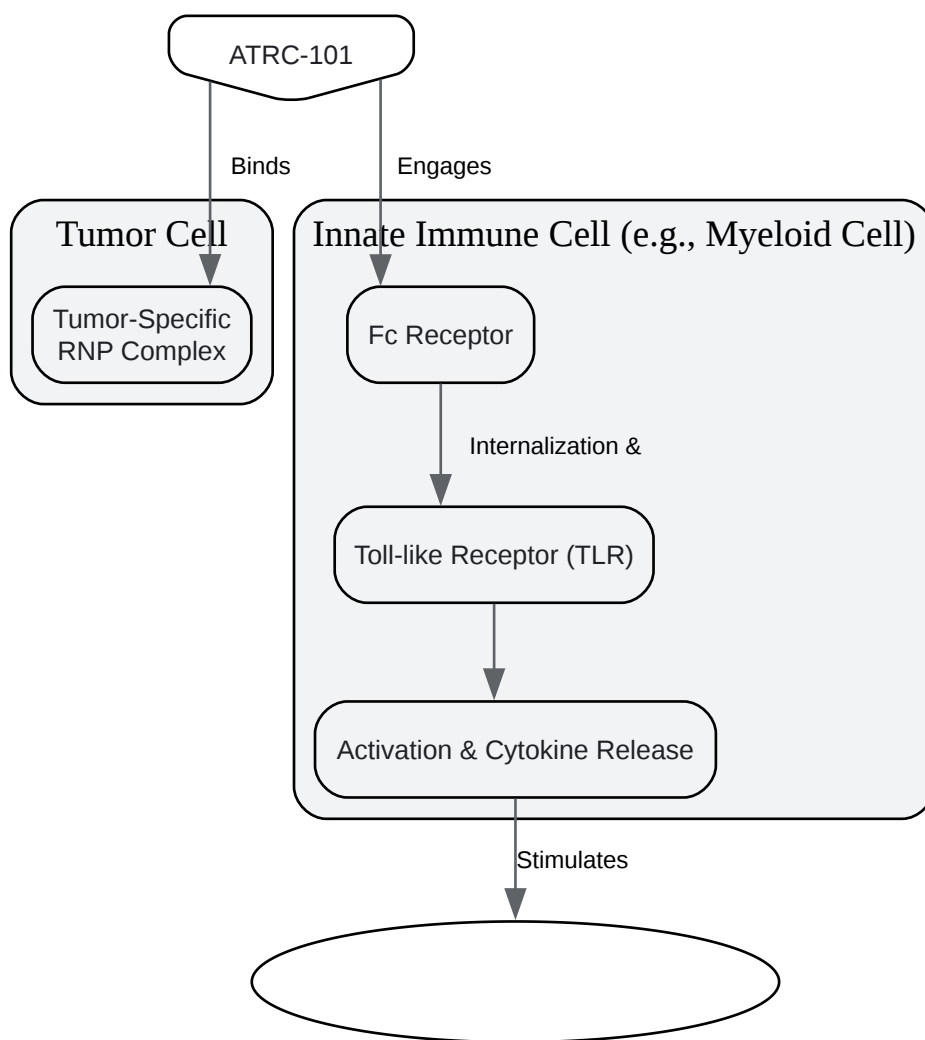 ATRC-101
Binds
Engages
Tumor Cell
Innate Immune Cell (e.g., Myeloid Cell)
Tumor-Specific
RNP Complex
Fc Receptor
Internalization &
Toll-like Receptor (TLR)
Activation & Cytokine Release
Stimulates